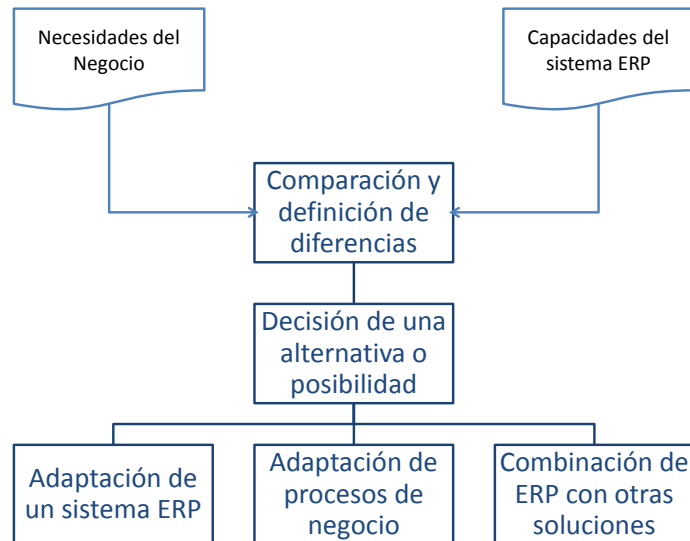 Necesidades del
Negocio
Capacidades del
sistema ERP
Comparación y
definición de
diferencias
Decisión de una
alternativa o
posibilidad
Adaptación de
un sistema ERP
Adaptación de
procesos de
negocio
Combinación de
ERP con otras
soluciones